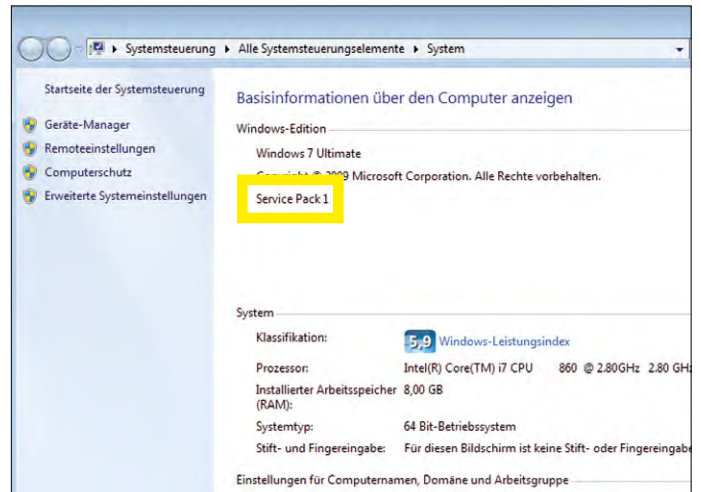 Systemsteuerung Alle Systemsteuerungselemente System
Startseite der Systemsteuerung
Geräte-Manager
Remoteeinstellungen
Computerschutz
Erweiterte Systemeinstellungen
Basisinformationen über den Computer anzeigen
Windows-Edition
Windows 7 Ultimate
Copyright © 2009 Microsoft Corporation. Alle Rechte vorbehalten.
Service Pack 1
System
Klassifikation: 5,9 Windows-Leistungsindex
Prozessor: Intel(R) Core(TM) i7 CPU 860 @ 2.80GHz 2.80
Installierter Arbeitsspeicher 8,00 GB
(RAM):
Systemtyp: 64 Bit-Betriebssystem
Stift- und Fingereingabe: Für diesen Bildschirm ist keine Stift- oder Fingereingabe
Einstellungen für Computernamen, Domäne und Arbeitsgruppe